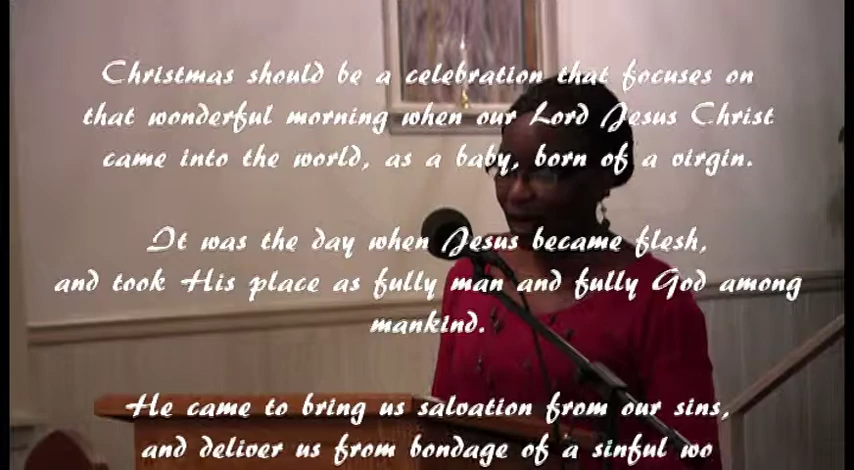 Christmas should be a celebration that focuses on
that wonderful morning when our Lord Jesus Christ
came into the world, as a baby, born of a virgin.
It was the day when Jesus became flesh,
and took His place as fully man and fully God among
mankind.
He came to bring us salvation from our sins,
and deliver us from bondage of a sinful wo